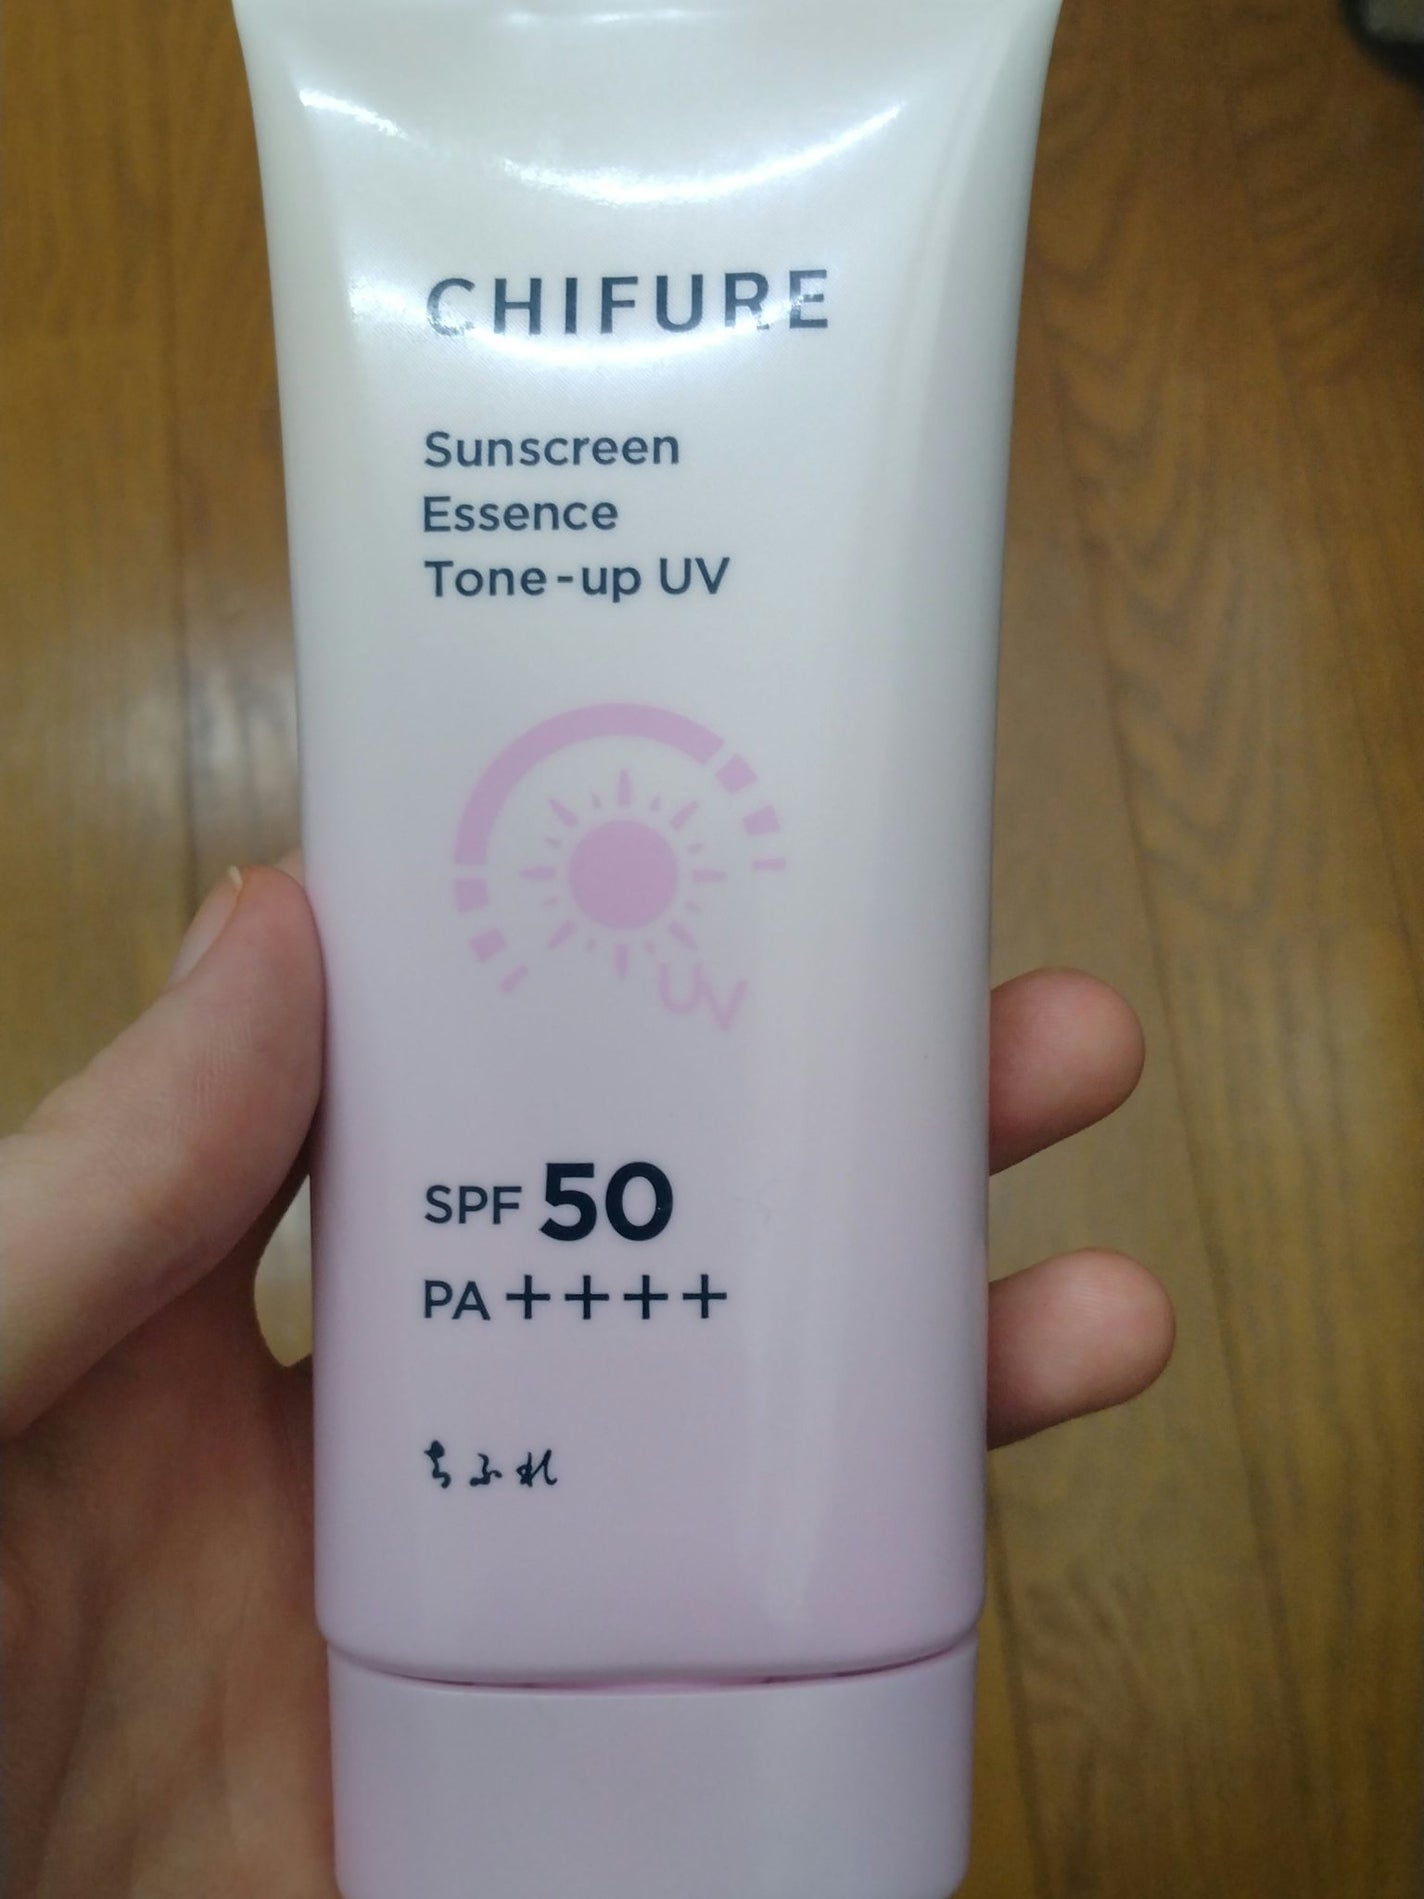 CHIFURE
Sunscreen
Essence
Tone-up UV
UV
SPF 50
PA++++
ちふれ